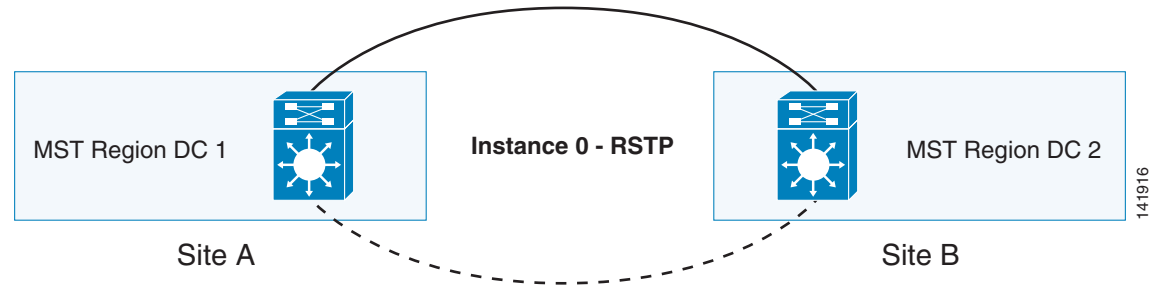 MST Region DC 1
Instance 0 - RSTP
MST Region DC 2
Site A
Site B
141916